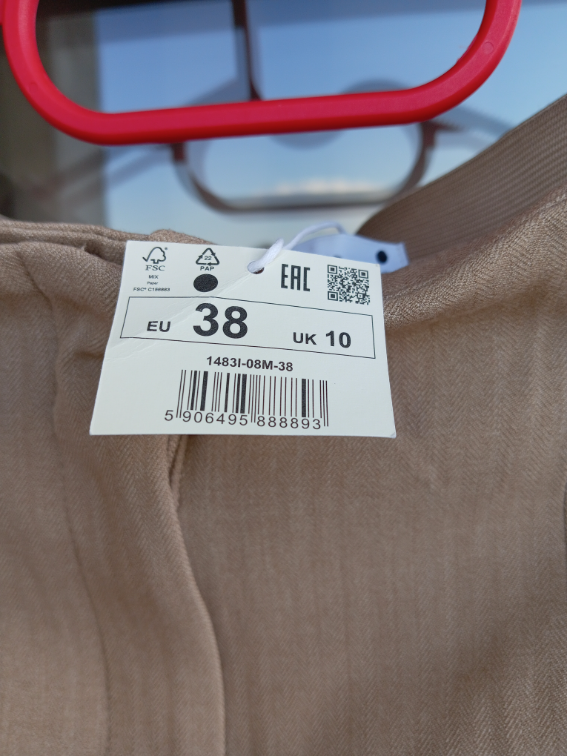 FSC
MIX
Paper
22
PAP
EAC
EU 38
UK 10
1483I-08M-38
5 906495 888893